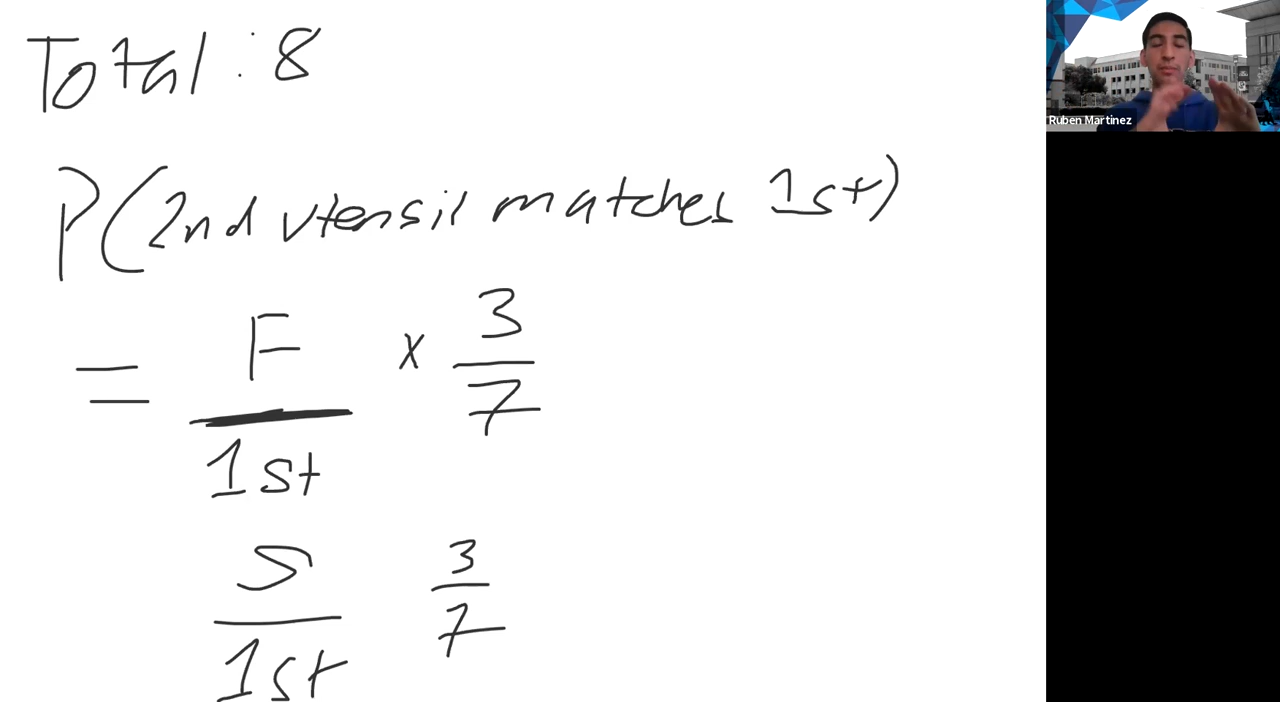 Total : 8
Ruben Martinez
P(2nd utensil matches 1st)
= F/1st x 3/7
S/1st 3/7